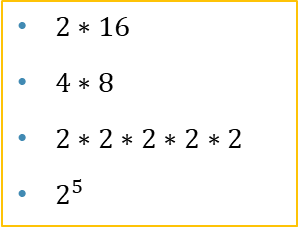 • 2 ∗ 16
• 4 ∗ 8
• 2 ∗ 2 ∗ 2 ∗ 2 ∗ 2
• 2⁵